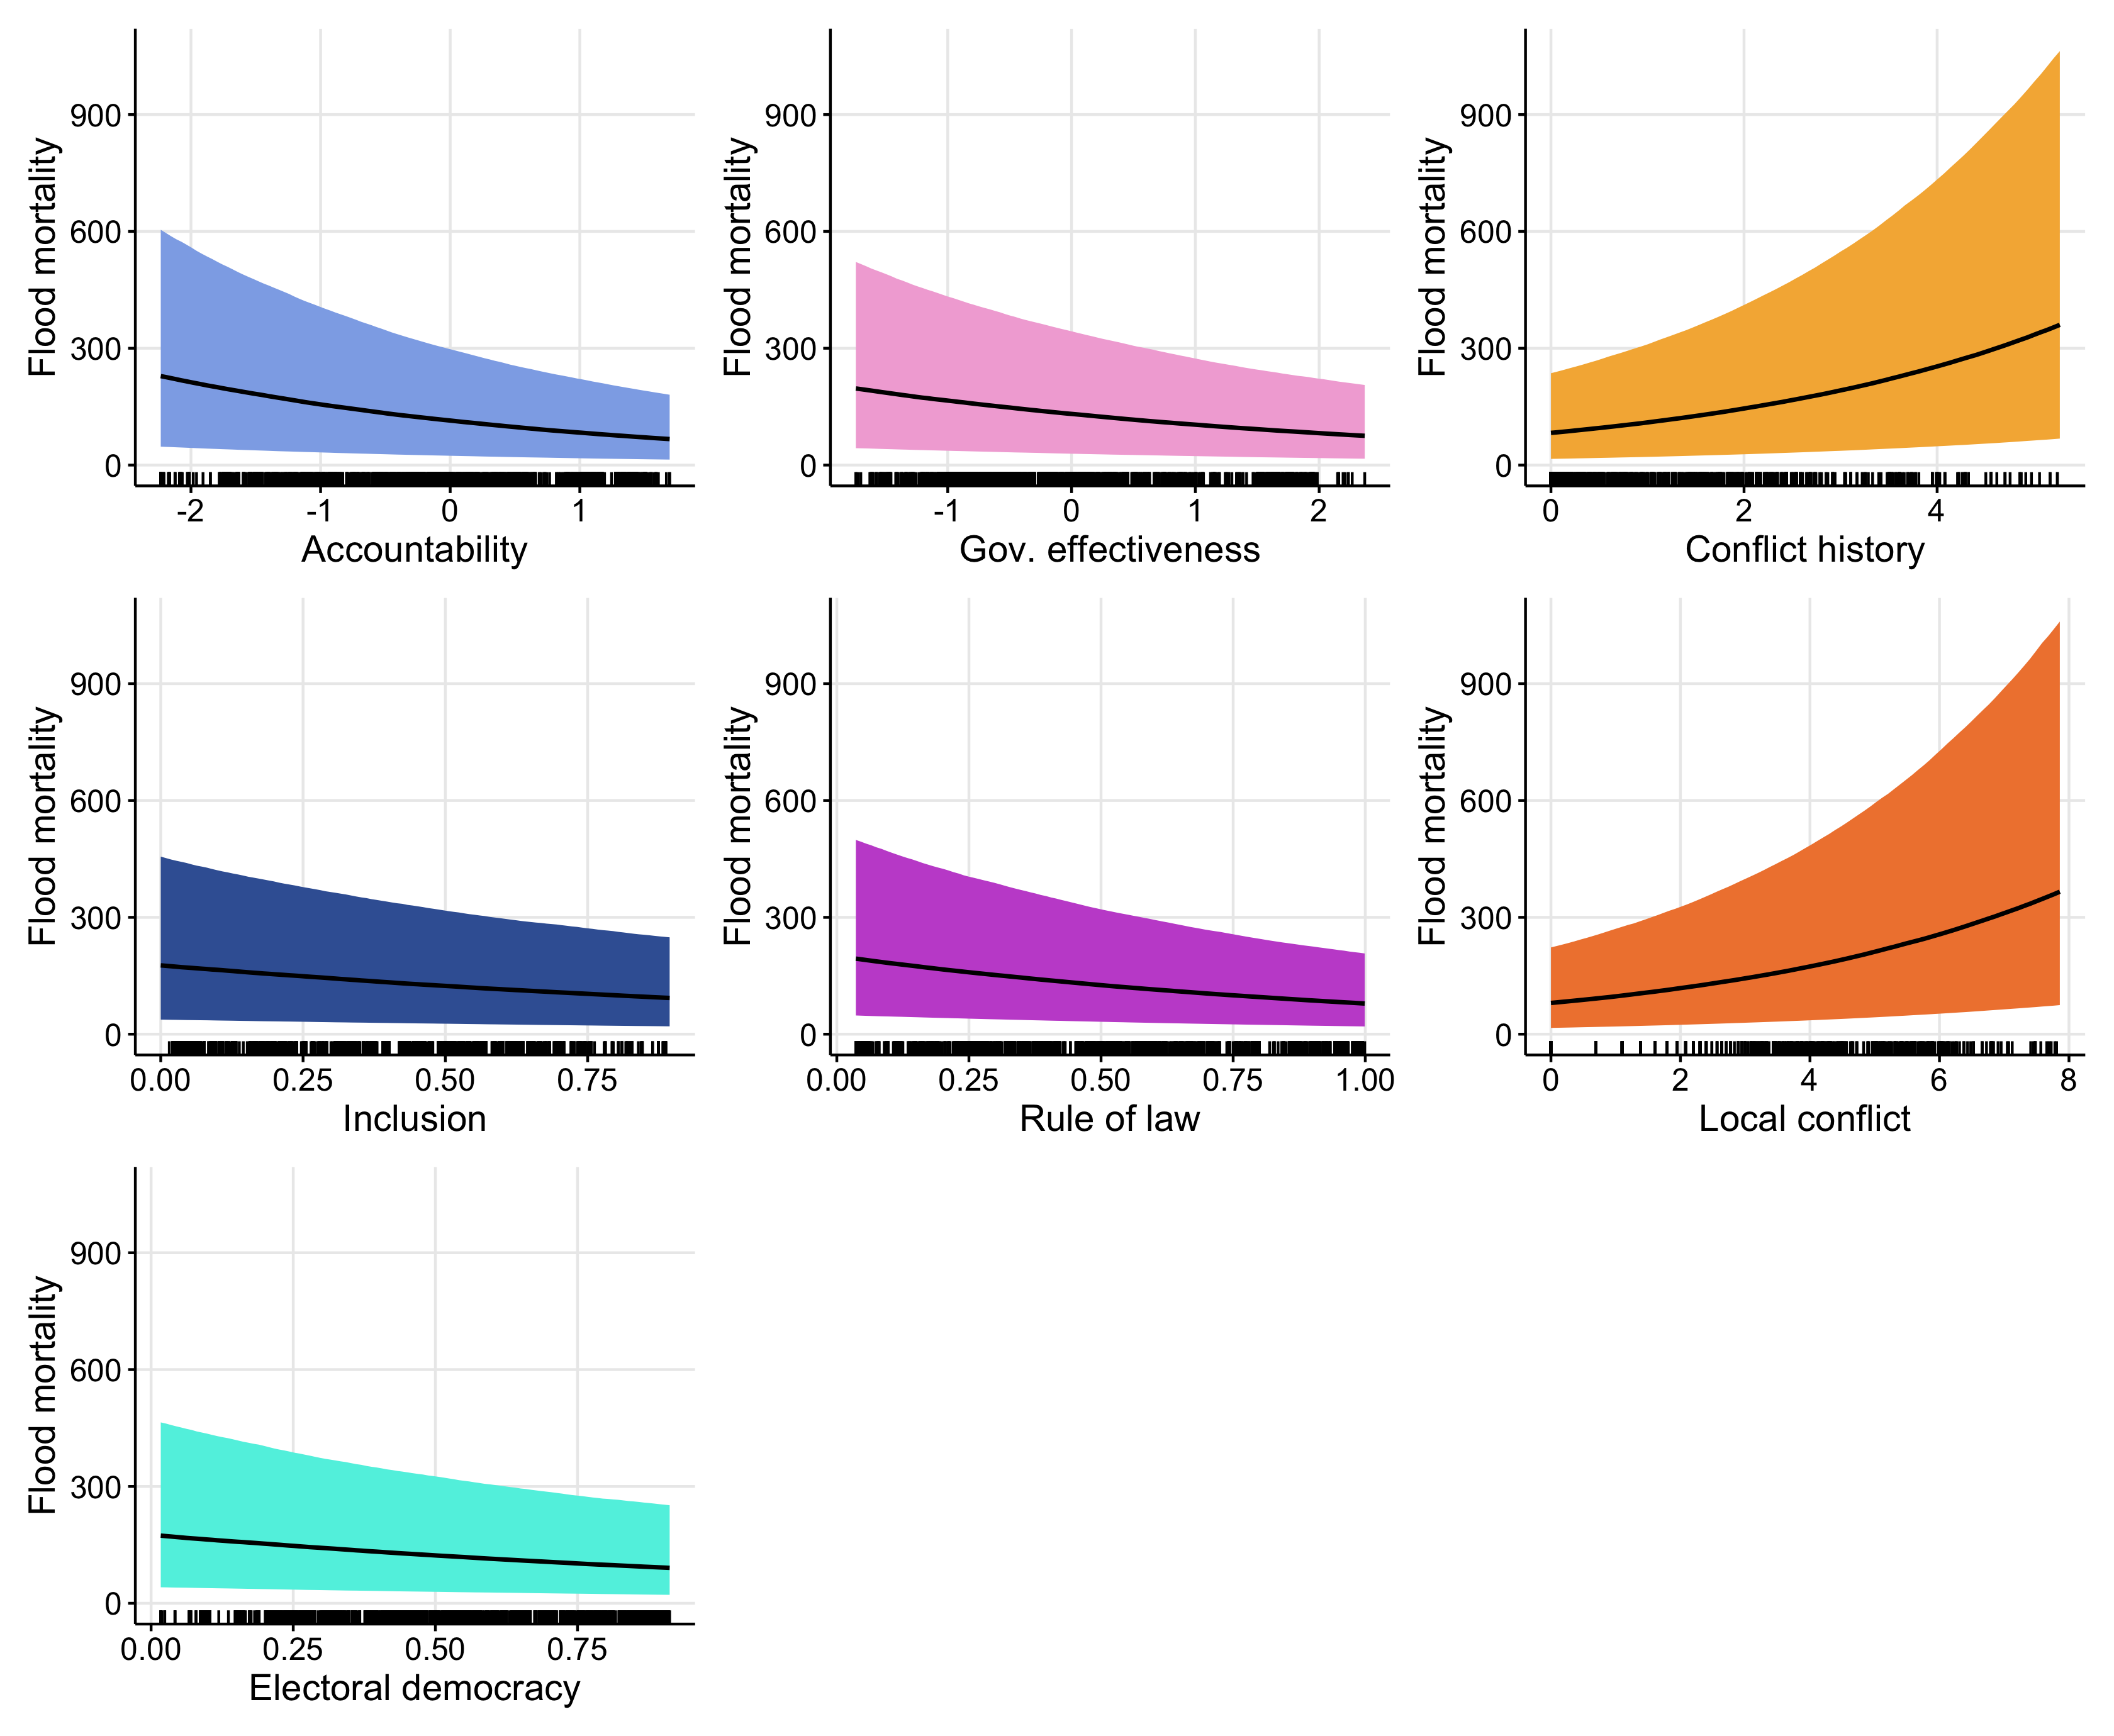 Flood mortality
900
600
300
0
-2 -1 0 1
Accountability
Flood mortality
900
600
300
0
-1 0 1 2
Gov. effectiveness
Flood mortality
900
600
300
0
0 2 4
Conflict history
Flood mortality
900
600
300
0
0.00 0.25 0.50 0.75
Inclusion
Flood mortality
900
600
300
0
0.00 0.25 0.50 0.75 1.00
Rule of law
Flood mortality
900
600
300
0
0 2 4 6 8
Local conflict
Flood mortality
900
600
300
0
0.00 0.25 0.50 0.75
Electoral democracy